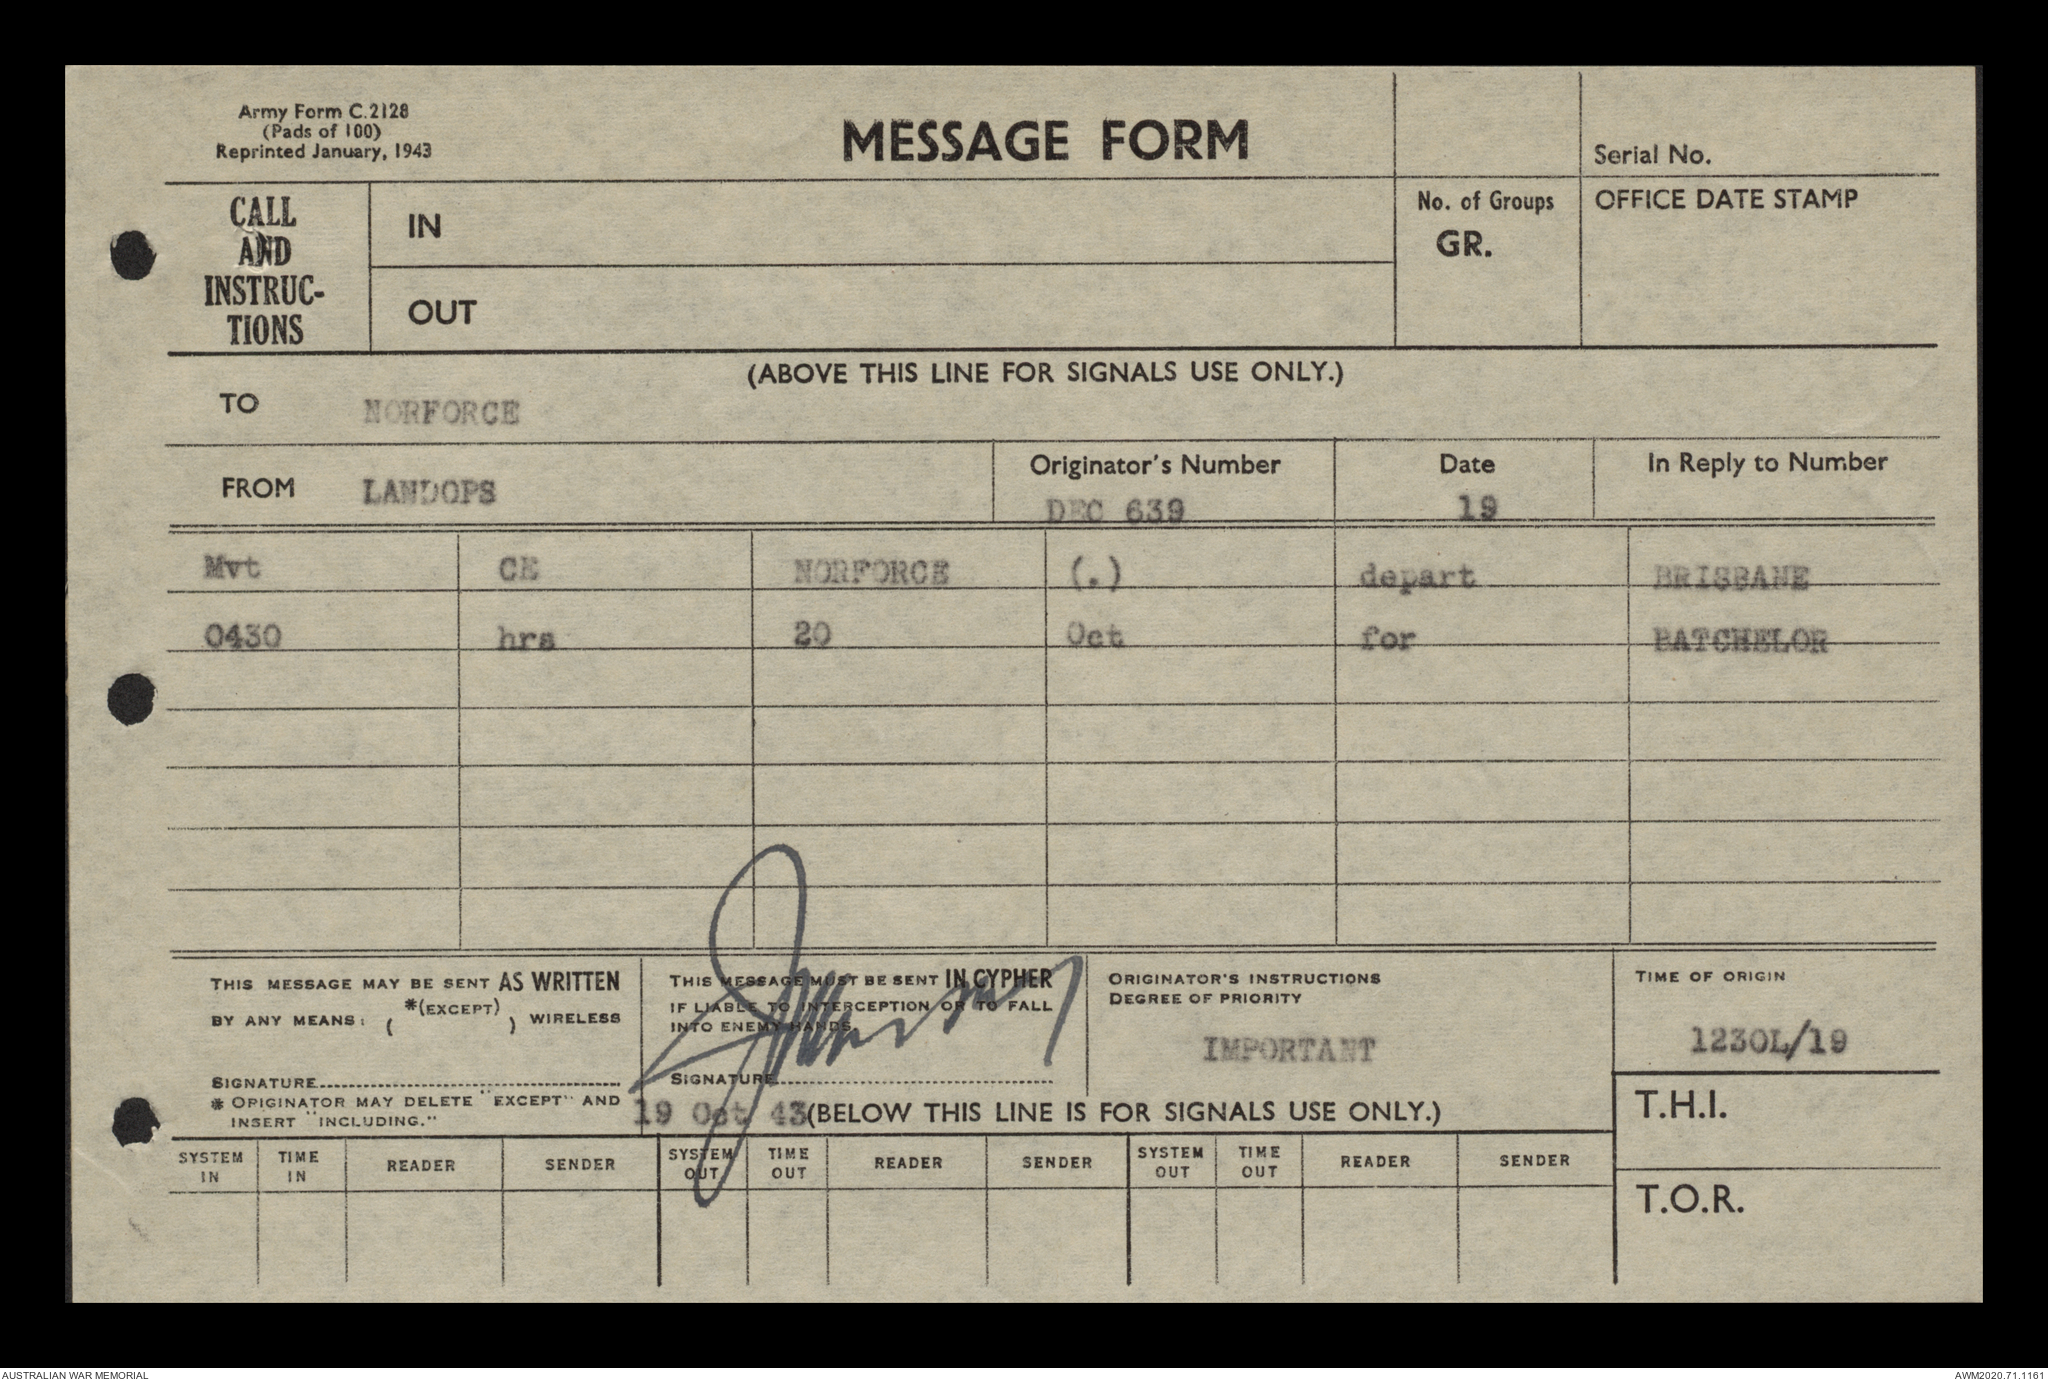 Army Form C.2128
(Pads of 100)
Reprinted January, 1943
MESSAGE FORM
Serial No.
CALL
AND
INSTRUC-
TIONS
IN
OUT
No. of Groups
GR.
OFFICE DATE STAMP
(ABOVE THIS LINE FOR SIGNALS USE ONLY.)
TO NORFORCE
FROM LANDOPS
Originator's Number
DEC 639
Date
19
In Reply to Number
Mvt CE NORFORCE (.) depart BRISBANE
0430 hrs 20 Oct for BATCHELOR
THIS MESSAGE MAY BE SENT AS WRITTEN
BY ANY MEANS: ( *(EXCEPT) ) WIRELESS
SIGNATURE
* ORIGINATOR MAY DELETE "EXCEPT" AND
INSERT "INCLUDING."
THIS MESSAGE MUST BE SENT IN CYPHER
IF LIABLE TO INTERCEPTION OR TO FALL
INTO ENEMY HANDS
SIGNATURE
19 Oct 43
ORIGINATOR'S INSTRUCTIONS
DEGREE OF PRIORITY
IMPORTANT
TIME OF ORIGIN
1230L/19
(BELOW THIS LINE IS FOR SIGNALS USE ONLY.)
T.H.I.
T.O.R.
SYSTEM IN TIME IN READER SENDER SYSTEM OUT TIME OUT READER SENDER SYSTEM OUT TIME OUT READER SENDER
AUSTRALIAN WAR MEMORIAL
AWM2020.71.1161